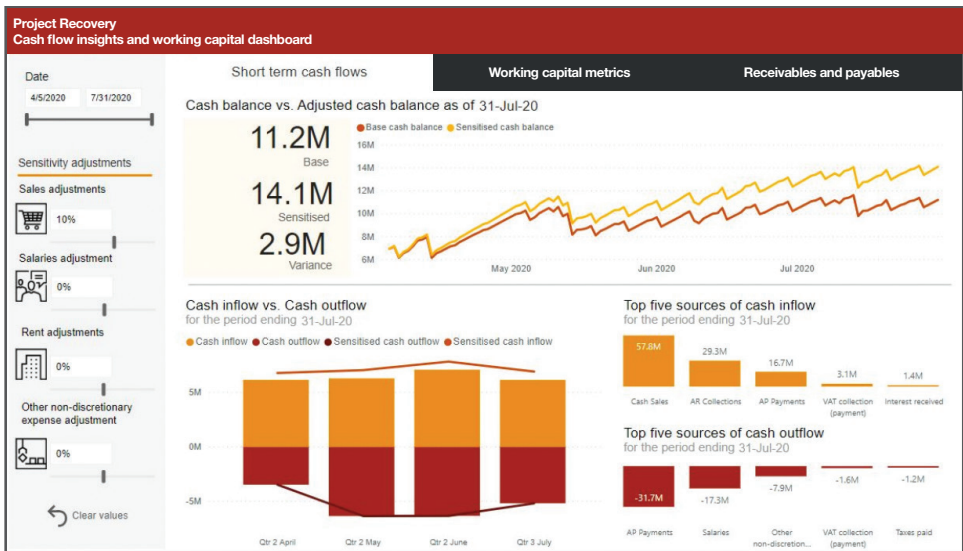 Project Recovery
Cash flow insights and working capital dashboard
Date
4/5/2020 7/31/2020
Sensitivity adjustments
Sales adjustments
10%
Salaries adjustment
0%
Rent adjustments
0%
Other non-discretionary
expense adjustment
0%
Clear values
Short term cash flows Working capital metrics Receivables and payables
Cash balance vs. Adjusted cash balance as of 31-Jul-20
11.2M
Base
14.1M
Sensitised
2.9M
Variance
Base cash balance Sensitised cash balance
16M
14M
12M
10M
8M
6M
May 2020 Jun 2020 Jul 2020
Cash inflow vs. Cash outflow
for the period ending 31-Jul-20
Cash inflow Cash outflow Sensitised cash outflow Sensitised cash inflow
5M
0M
-5M
Qtr 2 April Qtr 2 May Qtr 2 June Qtr 3 July
Top five sources of cash inflow
for the period ending 31-Jul-20
57.8M 29.3M 16.7M 3.1M 1.4M
Cash Sales AR Collections AP Payments VAT collection Interest received
(payment)
Top five sources of cash outflow
for the period ending 31-Jul-20
-31.7M -17.3M -7.9M -1.6M -1.2M
AP Payments Salaries Other VAT collection Taxes paid
non-discretion... (payment)